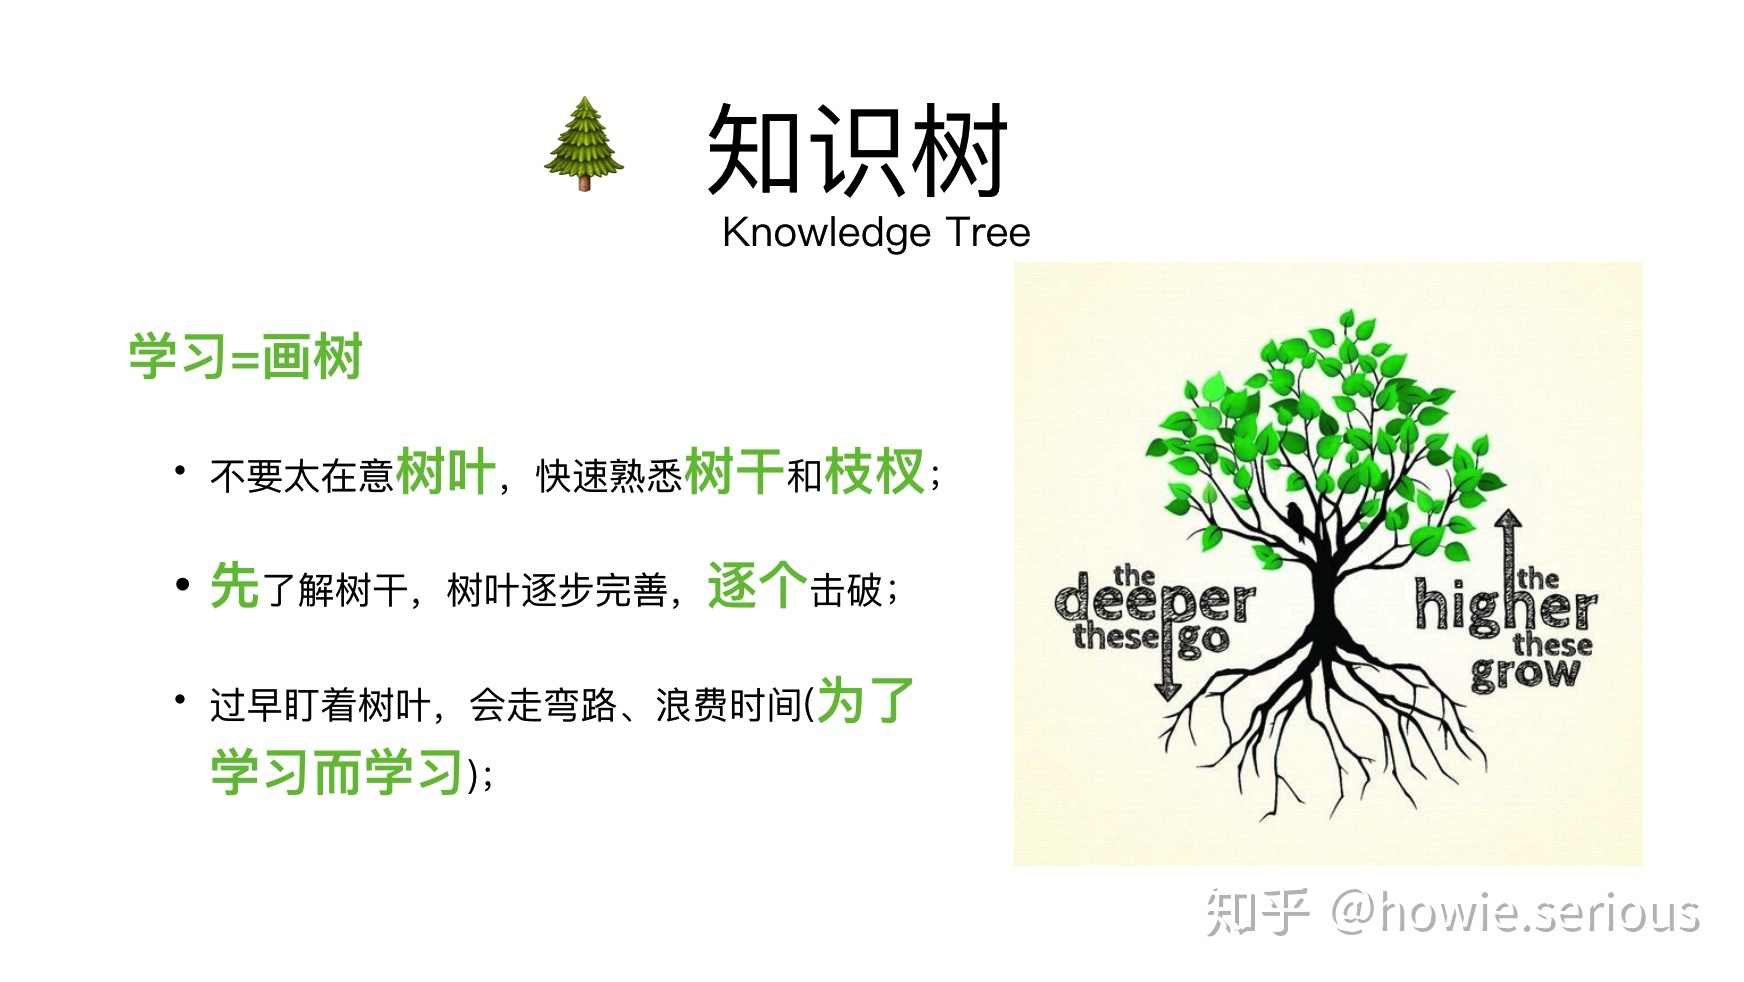 知识树
Knowledge Tree
学习=画树
• 不要太在意树叶，快速熟悉树干和枝杈；
• 先了解树干，树叶逐步完善，逐个击破；
• 过早盯着树叶，会走弯路、浪费时间(为了
学习而学习)；
the
deeper
these go
the
higher
these
grow
知乎 @howie.serious